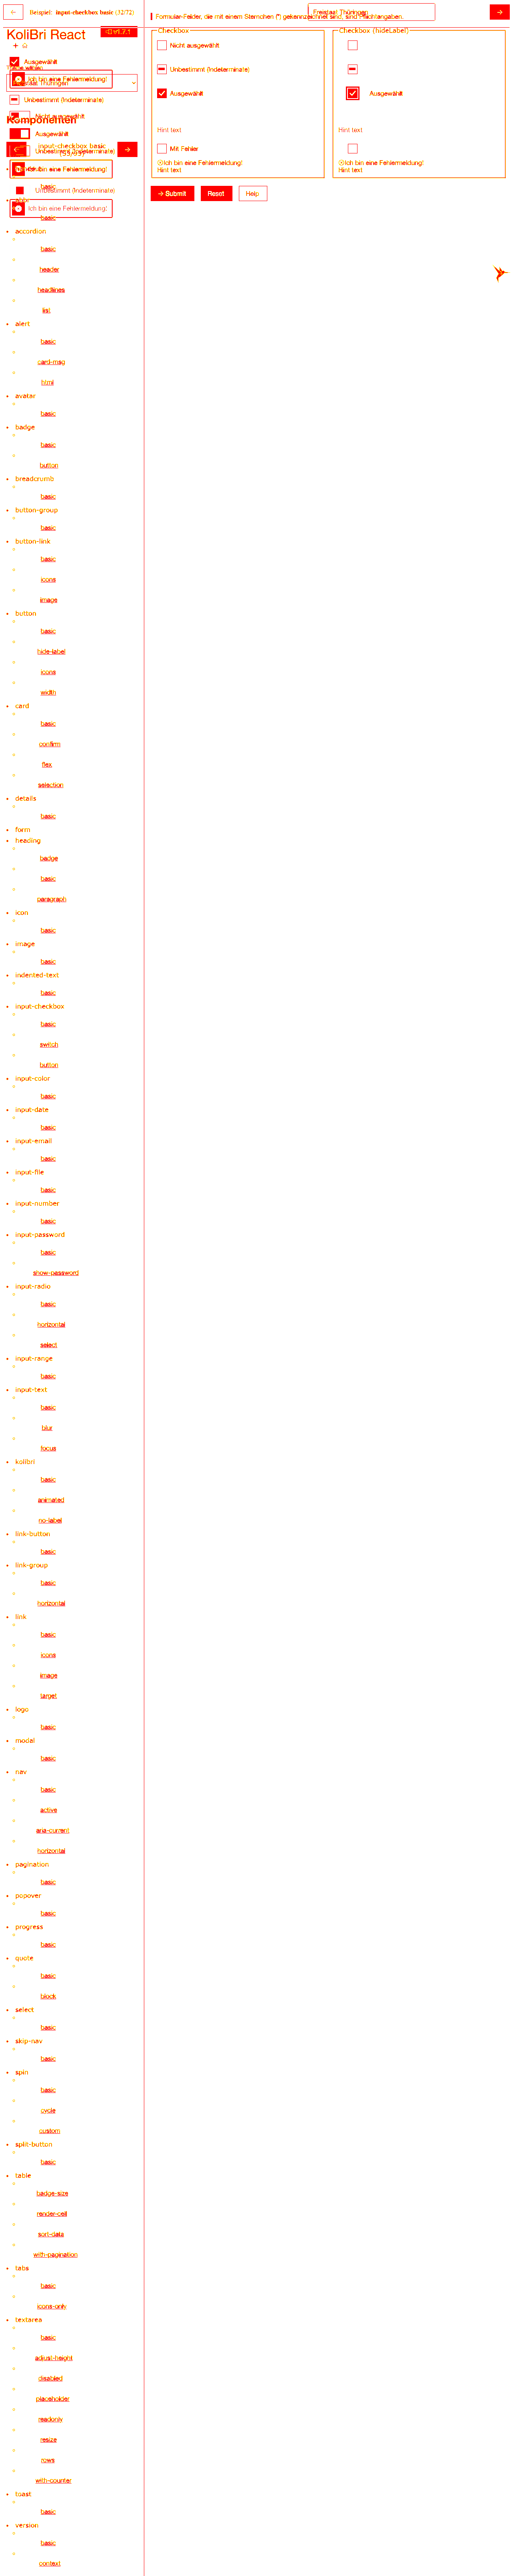 Beispiel: input-checkbox basic (32/72)
Formular-Felder, die mit einem Sternchen (*) gekennzeichnet sind, sind Pflichtangaben.
Freistaat Thüringen
KoliBri React
v1.7.1
Ausgewählt
Ich bin eine Fehlermeldung!
Unbestimmt (Indeterminate)
Komponenten
Nicht ausgewählt
Ausgewählt
input-checkbox basic
Unbestimmt (Indeterminate)
Ich bin eine Fehlermeldung!
basic
Unbestimmt (Indeterminate)
Ich bin eine Fehlermeldung!
basic
accordion
basic
header
headlines
list
alert
basic
card-msg
html
avatar
basic
badge
basic
button
breadcrumb
basic
button-group
basic
button-link
basic
icons
image
button
basic
hide-label
icons
width
card
basic
confirm
flex
selection
details
basic
form
heading
badge
basic
paragraph
icon
basic
image
basic
indented-text
basic
input-checkbox
basic
switch
button
input-color
basic
input-date
basic
input-email
basic
input-file
basic
input-number
basic
input-password
basic
show-password
input-radio
basic
horizontal
select
input-range
basic
input-text
basic
blur
focus
kolibri
basic
animated
no-label
link-button
basic
link-group
basic
horizontal
link
basic
icons
image
target
logo
basic
modal
basic
nav
basic
active
aria-current
horizontal
pagination
basic
popover
basic
progress
basic
quote
basic
block
select
basic
skip-nav
basic
spin
basic
cycle
custom
split-button
basic
table
badge-size
render-cell
sort-data
with-pagination
tabs
basic
icons-only
textarea
basic
adjust-height
disabled
placeholder
readonly
resize
rows
with-counter
toast
basic
version
basic
context
Checkbox
Nicht ausgewählt
Unbestimmt (Indeterminate)
Ausgewählt
Hint text
Mit Fehler
Ich bin eine Fehlermeldung!
Hint text
Checkbox (hideLabel)
Ausgewählt
Hint text
Ich bin eine Fehlermeldung!
Hint text
Submit
Reset
Help